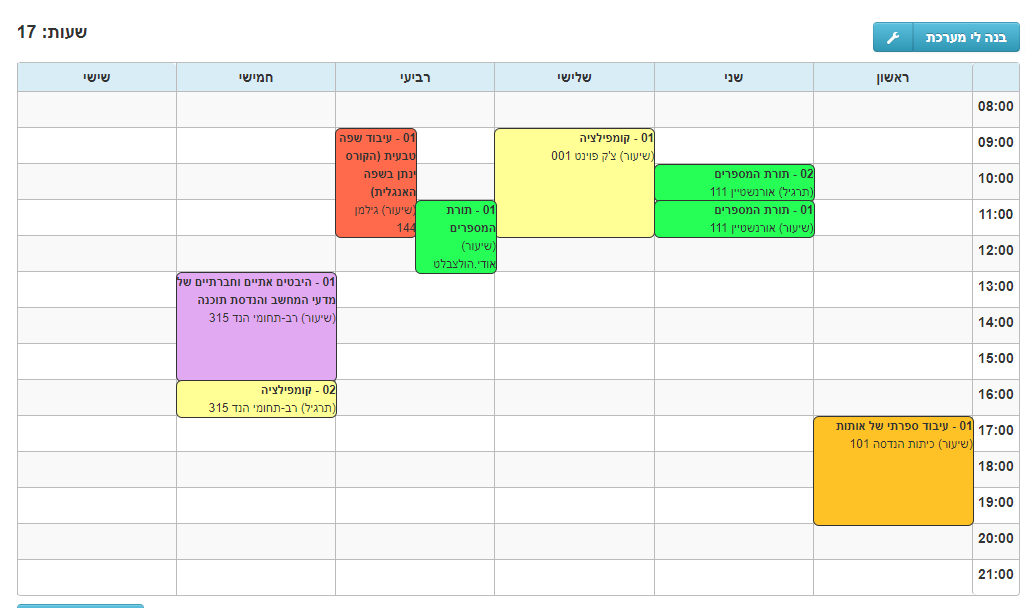 בנה לי מערכת
שעות: 17
ראשון שני שלישי רביעי חמישי שישי
08:00
09:00
10:00
11:00
12:00
13:00
14:00
15:00
16:00
17:00
18:00
19:00
20:00
21:00
01 - עיבוד ספרתי של אותות
(שיעור) כיתות הנדסה 101
02 - תורת המספרים
(תרגיל) אורנשטיין 111
01 - תורת המספרים
(שיעור) אורנשטיין 111
01 - קומפילציה
(שיעור) צ'ק פוינט 001
01 - עיבוד שפה
טבעית (הקורס
ינתן בשפה
האנגלית)
(שיעור) גילמן
144
01 - תורת
המספרים
(שיעור)
אודי.הולצבלט
01 - היבטים אתיים וחברתיים של
מדעי המחשב והנדסת תוכנה
(שיעור) רב-תחומי הנד 315
02 - קומפילציה
(תרגיל) רב-תחומי הנד 315